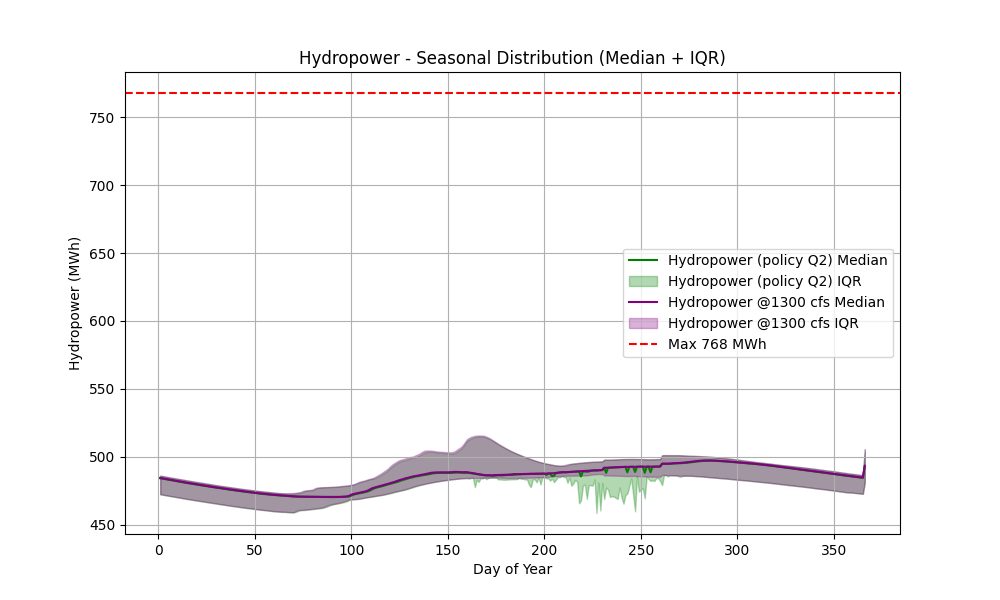 Hydropower - Seasonal Distribution (Median + IQR)
Hydropower (MWh)
750
700
650
600
550
500
450
Hydropower (policy Q2) Median
Hydropower (policy Q2) IQR
Hydropower @1300 cfs Median
Hydropower @1300 cfs IQR
Max 768 MWh
0 50 100 150 200 250 300 350
Day of Year